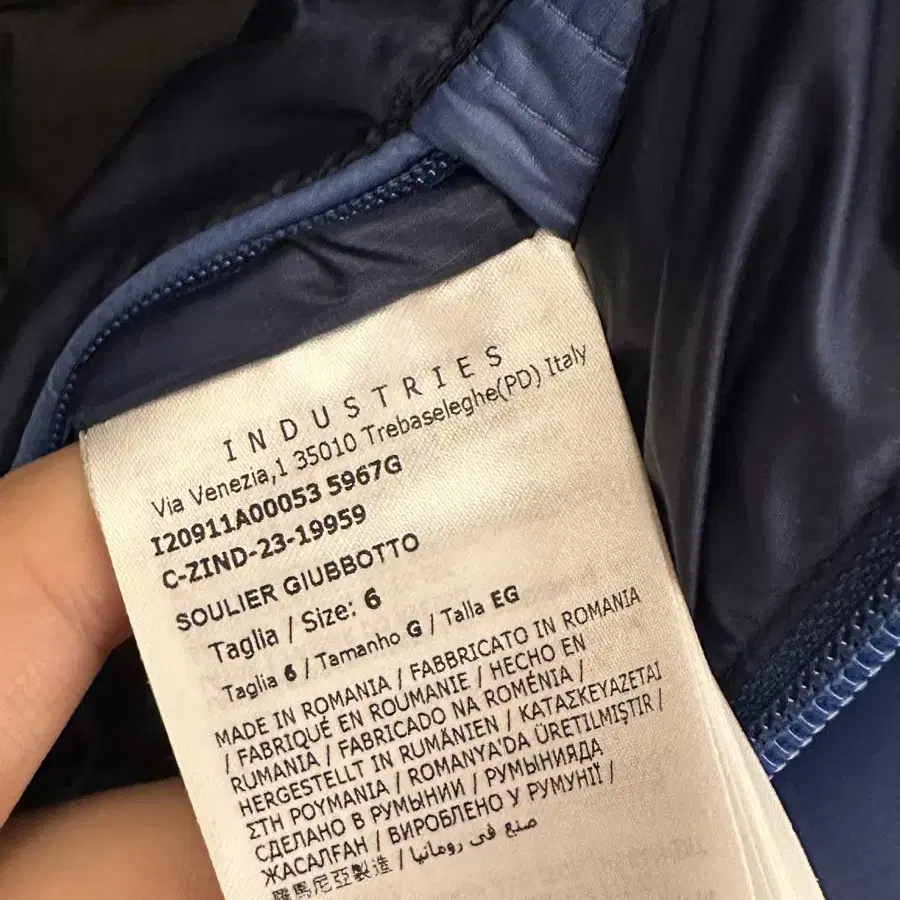 INDUSTRIES
Via Venezia,1 35010 Trebaseleghe(PD) Italy
I20911A00053 5967G
C-ZIND-23-19959
SOULIER GIUBBOTTO
Taglia / Size: 6
Taglia 6 / Tamanho G / Talla EG
MADE IN ROMANIA / FABBRICATO IN ROMANIA
/ FABRIQUÉ EN ROUMANIE / HECHO EN
RUMANIA / FABRICADO NA ROMÉNIA /
HERGESTELLT IN RUMÄNIEN / ΚΑΤΑΣΚΕΥΑΖΕΤΑΙ
ΣΤΗ ΡΟΥΜΑΝΙΑ / ROMANYA'DA ÜRETILMIŞTIR /
СДЕЛАНО В РУМЫНИИ / РУМЫНИЯДА
ЖАСАЛҒАН / ВИРОБЛЕНО У РУМУНІЇ /
羅馬尼亞製造 / صنع في رومانيا